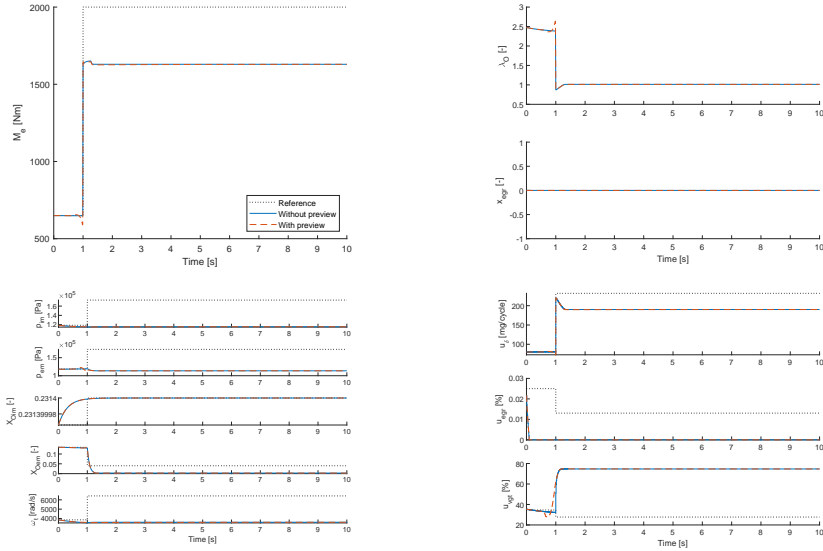 2000
1500
1000
500
M_e [Nm]
0 1 2 3 4 5 6 7 8 9 10
Time [s]
Reference
Without preview
With preview
3
2.5
2
1.5
1
0.5
λ_O [-]
0 1 2 3 4 5 6 7 8 9 10
1
0.5
0
-0.5
-1
x_egr [-]
0 1 2 3 4 5 6 7 8 9 10
Time [s]
×10^5
1.6
1.4
1.2
p_im [Pa]
0 1 2 3 4 5 6 7 8 9 10
×10^5
1.5
1
p_em [Pa]
0 1 2 3 4 5 6 7 8 9 10
0.2314
0.23139998
X_Oim [-]
0 1 2 3 4 5 6 7 8 9 10
0.1
0.05
0
X_Oem [-]
0 1 2 3 4 5 6 7 8 9 10
6000
5000
4000
ω_t [rad/s]
0 1 2 3 4 5 6 7 8 9 10
Time [s]
200
150
100
u_δ [mg/cycle]
0 1 2 3 4 5 6 7 8 9 10
0.03
0.02
0.01
0
u_egr [%]
0 1 2 3 4 5 6 7 8 9 10
80
60
40
20
u_vgt [%]
0 1 2 3 4 5 6 7 8 9 10
Time [s]